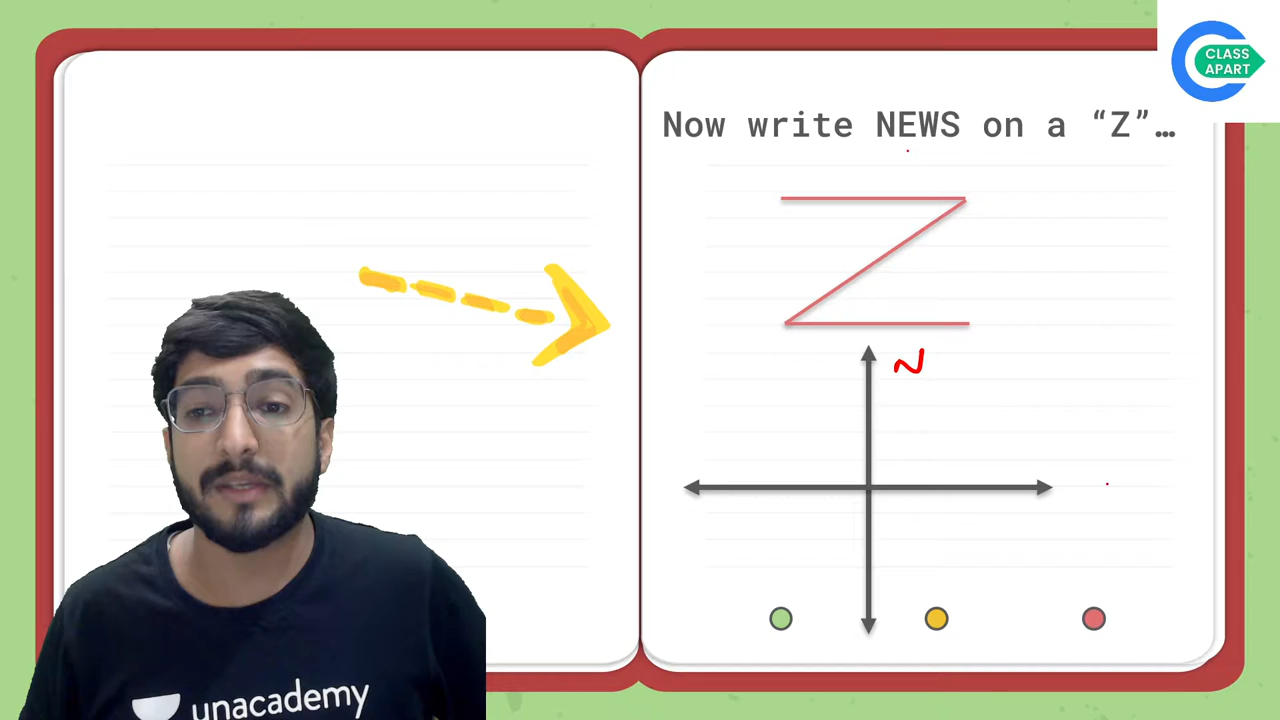 CLASS
APART
Now write NEWS on a “Z”…
N
unacademy